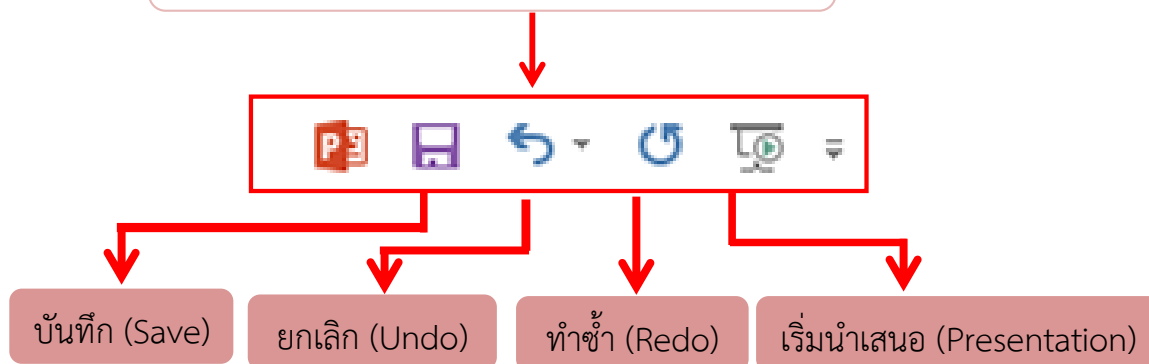 P
บันทึก (Save)
ยกเลิก (Undo)
ทำซ้ำ (Redo)
เริ่มนำเสนอ (Presentation)